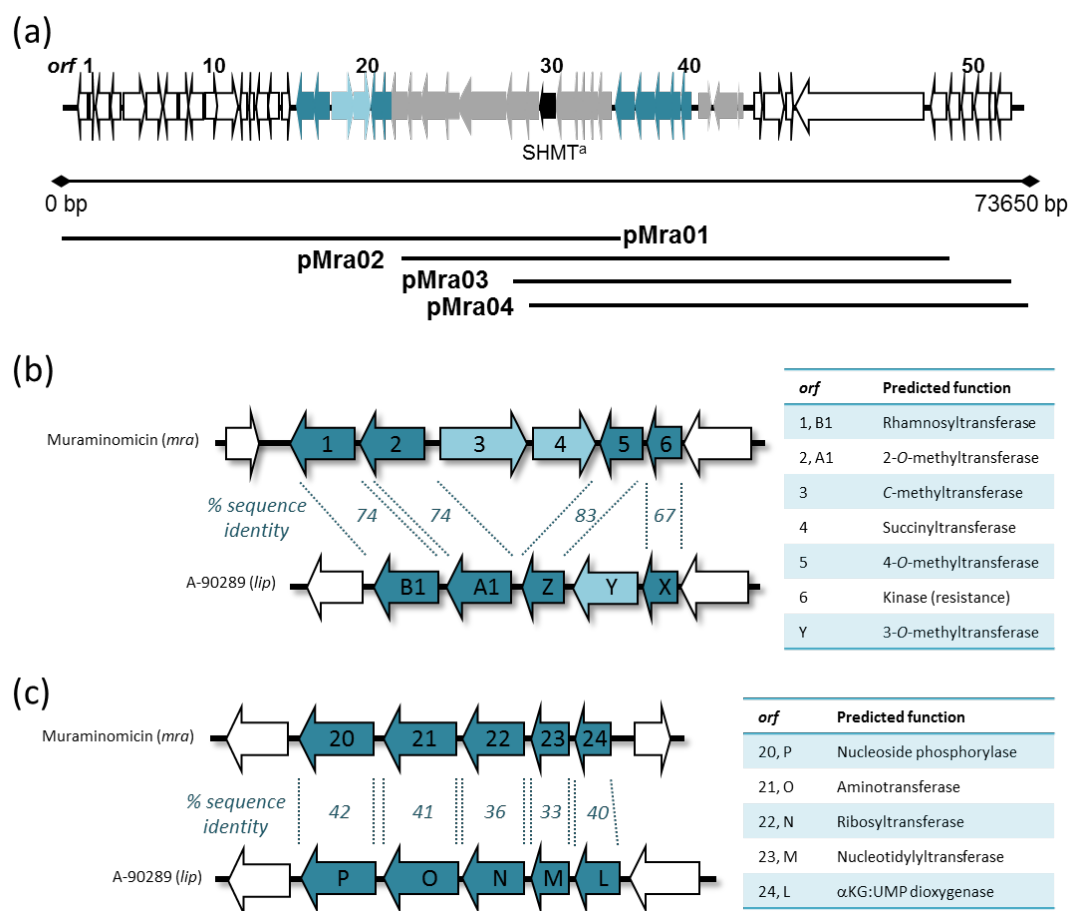 (a)
orf 1 10 20 30 40 50
SHMTa
0 bp 73650 bp
pMra01
pMra02
pMra03
pMra04
(b)
Muraminomicin (mra) 1 2 3 4 5 6
% sequence identity 74 74 83 67
A-90289 (lip) B1 A1 Z Y X
orf Predicted function
1, B1 Rhamnosyltransferase
2, A1 2-O-methyltransferase
3 C-methyltransferase
4 Succinyltransferase
5 4-O-methyltransferase
6 Kinase (resistance)
Y 3-O-methyltransferase
(c)
Muraminomicin (mra) 20 21 22 23 24
% sequence identity 42 41 36 33 40
A-90289 (lip) P O N M L
orf Predicted function
20, P Nucleoside phosphorylase
21, O Aminotransferase
22, N Ribosyltransferase
23, M Nucleotidylyltransferase
24, L αKG:UMP dioxygenase